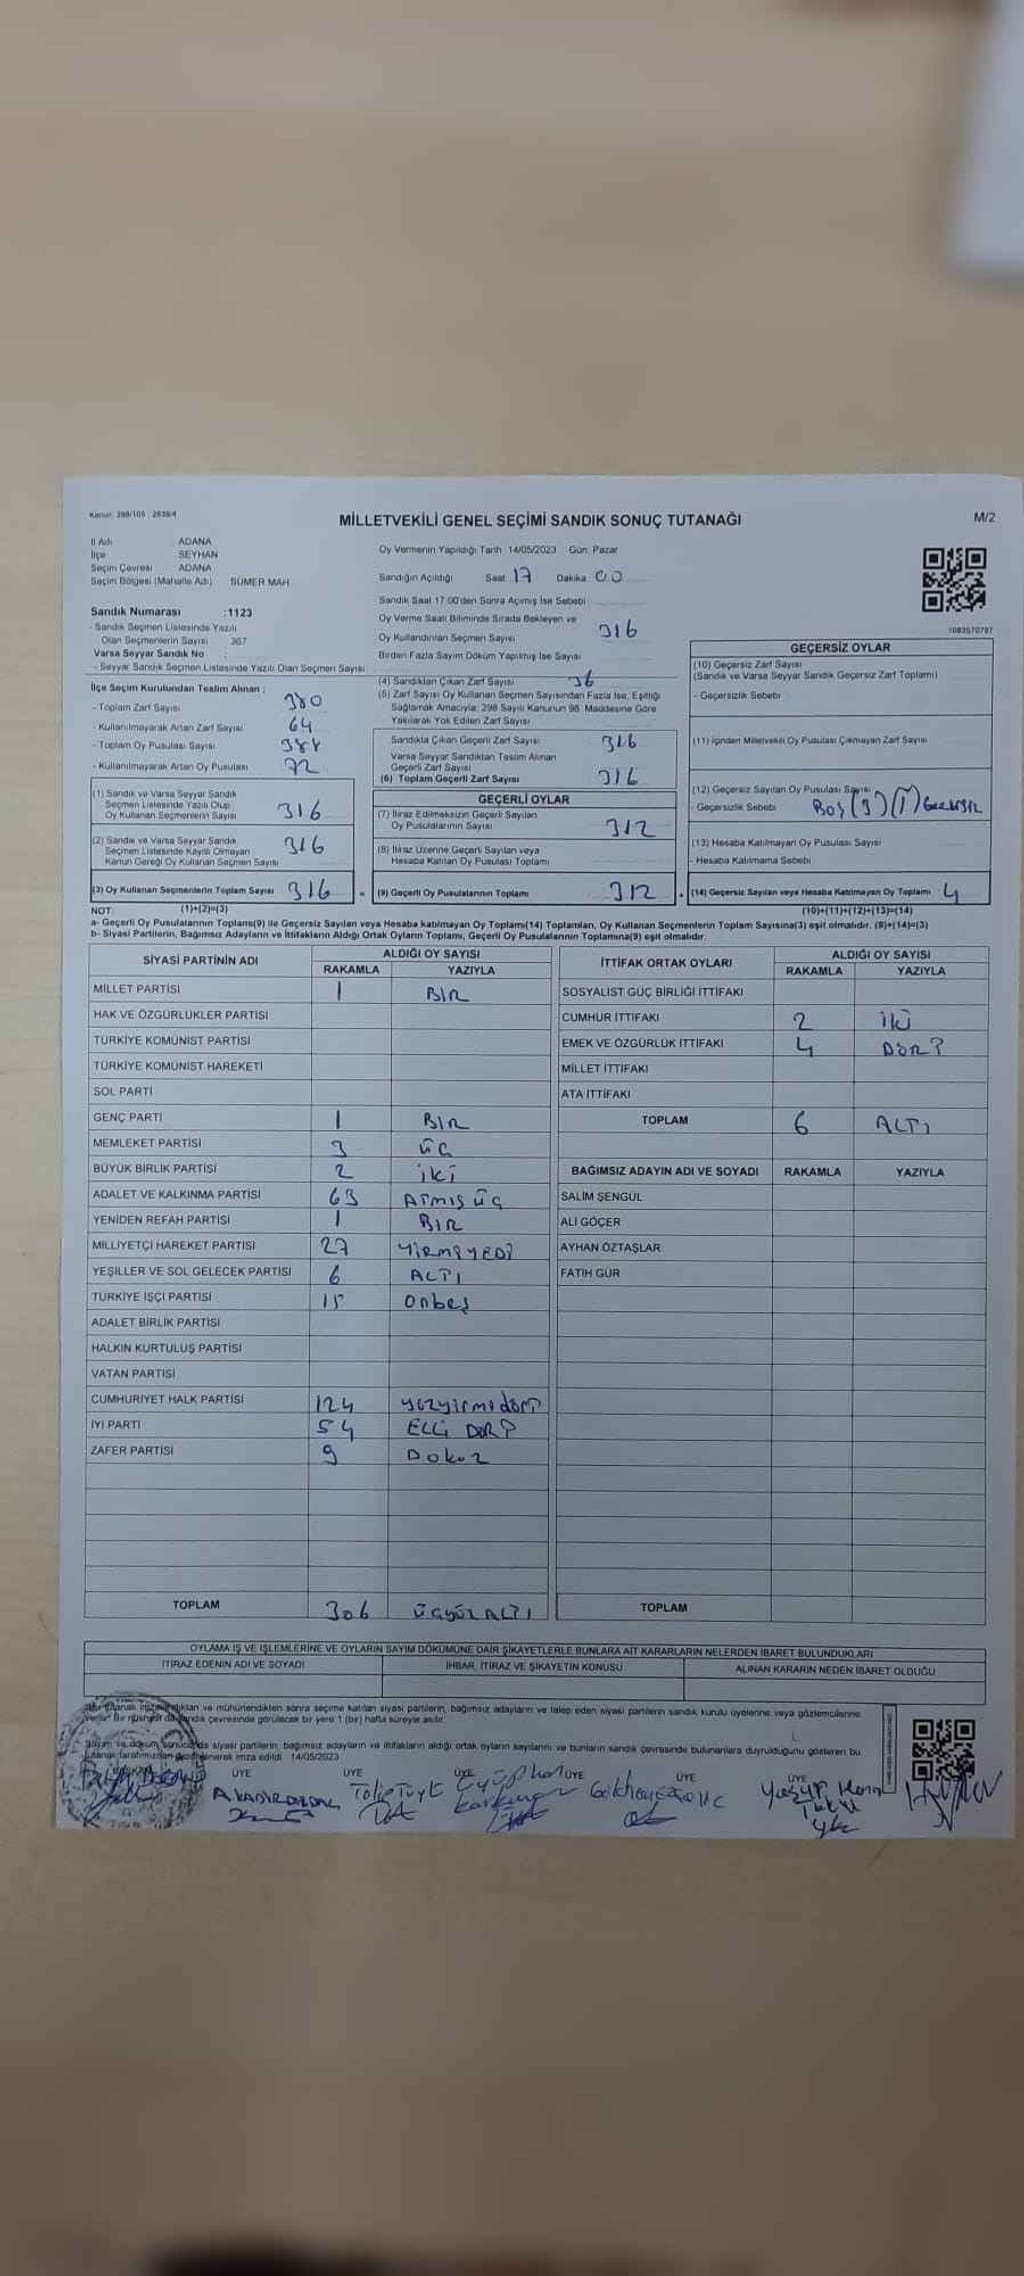 Kanun: 298/105 2839/4
MİLLETVEKİLİ GENEL SEÇİMİ SANDIK SONUÇ TUTANAĞI
M/2
İl Adı : ADANA
İlçe SEYHAN
Seçim Çevresi ADANA
Seçim Bölgesi (Mahalle Adı) SÜMER MAH
Sandık Numarası :1123
- Sandık Seçmen Listesinde Yazılı
Olan Seçmenlerin Sayısı 367
Varsa Seyyar Sandık No :
- Seyyar Sandık Seçmen Listesinde Yazılı Olan Seçmen Sayısı
Oy Vermenin Yapıldığı Tarih 14/05/2023 Gün: Pazar
Sandığın Açıldığı Saat 17 Dakika 00
Sandık Saat 17:00'den Sonra Açılmış İse Sebebi
Oy Verme Saati Bitiminde Sırada Bekleyen ve
Oy Kullandırılan Seçmen Sayısı 316
Birden Fazla Sayım Döküm Yapılmış İse Sayısı
1083570797
İlçe Seçim Kurulundan Teslim Alınan :
- Toplam Zarf Sayısı 380
- Kullanılmayarak Artan Zarf Sayısı 64
- Toplam Oy Pusulası Sayısı 388
- Kullanılmayarak Artan Oy Pusulası 72
(1) Sandık ve Varsa Seyyar Sandık
Seçmen Listesinde Yazılı Olup
Oy Kullanan Seçmenlerin Sayısı 316
(2) Sandık ve Varsa Seyyar Sandık
Seçmen Listesinde Kayıtlı Olmayan
Kanun Gereği Oy Kullanan Seçmen Sayısı 316
(3) Oy Kullanan Seçmenlerin Toplam Sayısı 316
(4) Sandıktan Çıkan Zarf Sayısı 36
(5) Zarf Sayısı Oy Kullanan Seçmen Sayısından Fazla İse, Eşitliği
Sağlamak Amacıyla; 298 Sayılı Kanunun 98. Maddesine Göre
Yakılarak Yok Edilen Zarf Sayısı
Sandıkta Çıkan Geçerli Zarf Sayısı 316
Varsa Seyyar Sandıktan Teslim Alınan
Geçerli Zarf Sayısı
(6) Toplam Geçerli Zarf Sayısı 316
GEÇERLİ OYLAR
(7) İtiraz Edilmeksizin Geçerli Sayılan
Oy Pusulalarının Sayısı 312
(8) İtiraz Üzerine Geçerli Sayılan veya
Hesaba Katılan Oy Pusulası Toplamı
= (9) Geçerli Oy Pusulalarının Toplamı 312
GEÇERSİZ OYLAR
(10) Geçersiz Zarf Sayısı
(Sandık ve Varsa Seyyar Sandık Geçersiz Zarf Toplamı)
- Geçersizlik Sebebi
(11) İçinden Milletvekili Oy Pusulası Çıkmayan Zarf Sayısı
(12) Geçersiz Sayılan Oy Pusulası Sayısı
- Geçersizlik Sebebi BOŞ (3) (1) GEÇERSİZ
(13) Hesaba Katılmayan Oy Pusulası Sayısı
- Hesaba Katılmama Sebebi
+ (14) Geçersiz Sayılan veya Hesaba Katılmayan Oy Toplamı 4
NOT: (1)+(2)=(3) (10)+(11)+(12)+(13)=(14)
a- Geçerli Oy Pusulalarının Toplamı(9) ile Geçersiz Sayılan veya Hesaba katılmayan Oy Toplamı(14) Toplamları, Oy Kullanan Seçmenlerin Toplam Sayısına(3) eşit olmalıdır. (9)+(14)=(3)
b- Siyasi Partilerin, Bağımsız Adayların ve İttifakların Aldığı Ortak Oyların Toplamı, Geçerli Oy Pusulalarının Toplamına(9) eşit olmalıdır.
SİYASİ PARTİNİN ADI ALDIĞI OY SAYISI
RAKAMLA YAZIYLA
MİLLET PARTİSİ 1 BİR
HAK VE ÖZGÜRLÜKLER PARTİSİ
TÜRKİYE KOMÜNİST PARTİSİ
TÜRKİYE KOMÜNİST HAREKETİ
SOL PARTİ
GENÇ PARTİ 1 BİR
MEMLEKET PARTİSİ 3 ÜÇ
BÜYÜK BİRLİK PARTİSİ 2 iki
ADALET VE KALKINMA PARTİSİ 63 ATMIŞ ÜÇ
YENİDEN REFAH PARTİSİ 1 BİR
MİLLİYETÇİ HAREKET PARTİSİ 27 YİRMİYEDİ
YEŞİLLER VE SOL GELECEK PARTİSİ 6 ALTI
TÜRKİYE İŞÇİ PARTİSİ 15 Onbeş
ADALET BİRLİK PARTİSİ
HALKIN KURTULUŞ PARTİSİ
VATAN PARTİSİ
CUMHURİYET HALK PARTİSİ 124 yüzyirmidört
İYİ PARTİ 54 ELLİ DÖRT
ZAFER PARTİSİ 9 Dokuz
TOPLAM 306 ÜÇYÜZ ALTI
İTTİFAK ORTAK OYLARI ALDIĞI OY SAYISI
RAKAMLA YAZIYLA
SOSYALİST GÜÇ BİRLİĞİ İTTİFAKI
CUMHUR İTTİFAKI 2 iki
EMEK VE ÖZGÜRLÜK İTTİFAKI 4 DÖRT
MİLLET İTTİFAKI
ATA İTTİFAKI
TOPLAM 6 ALTI
BAĞIMSIZ ADAYIN ADI VE SOYADI RAKAMLA YAZIYLA
SALİM ŞENGÜL
ALİ GÖÇER
AYHAN ÖZTAŞLAR
FATİH GÜR
TOPLAM
OYLAMA İŞ VE İŞLEMLERİNE VE OYLARIN SAYIM DÖKÜMÜNE DAİR ŞİKAYETLERLE BUNLARA AİT KARARLARIN NELERDEN İBARET BULUNDUKLARI
İTİRAZ EDENİN ADI VE SOYADI İHBAR, İTİRAZ VE ŞİKAYETİN KONUSU ALINAN KARARIN NEDEN İBARET OLDUĞU
ve mühürlendikten sonra seçime katılan siyasi partilerin, bağımsız adayların ve talep eden siyasi partilerin sandık kurulu üyelerine veya gözlemcilerine
sandık çevresinde görülecek bir yere 1 (bir) hafta süreyle asılır.
Sayım ve döküm sonucunda siyasi partilerin, bağımsız adayların ve ittifakların aldığı ortak oyların sayılarını ve bunların sandık çevresinde bulunanlara duyrulduğunu gösteren bu
tutanak tarafımızdan düzenlenerek imza edildi 14/05/2023
ÜYE ÜYE ÜYE ÜYE ÜYE ÜYE